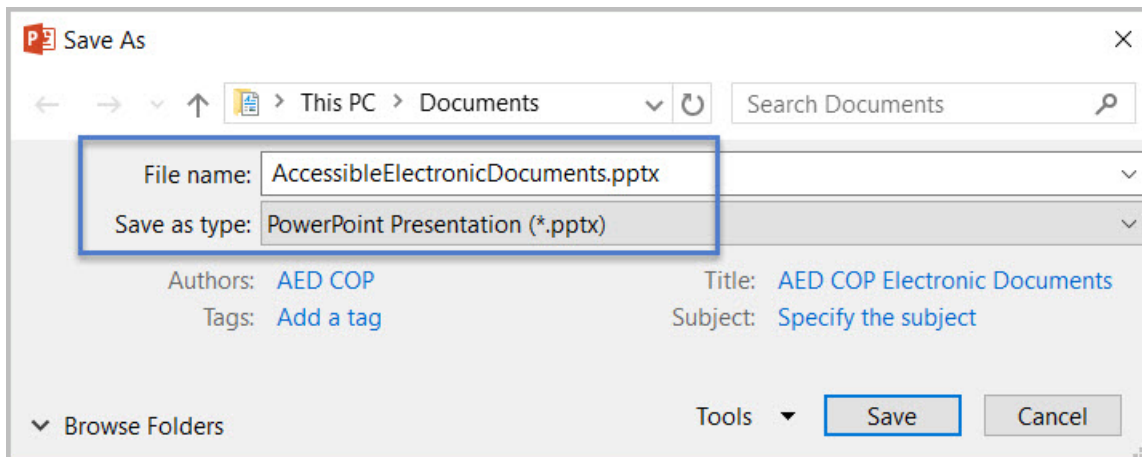 Save As
This PC > Documents
Search Documents
File name: AccessibleElectronicDocuments.pptx
Save as type: PowerPoint Presentation (*.pptx)
Authors: AED COP Title: AED COP Electronic Documents
Tags: Add a tag Subject: Specify the subject
Browse Folders Tools Save Cancel